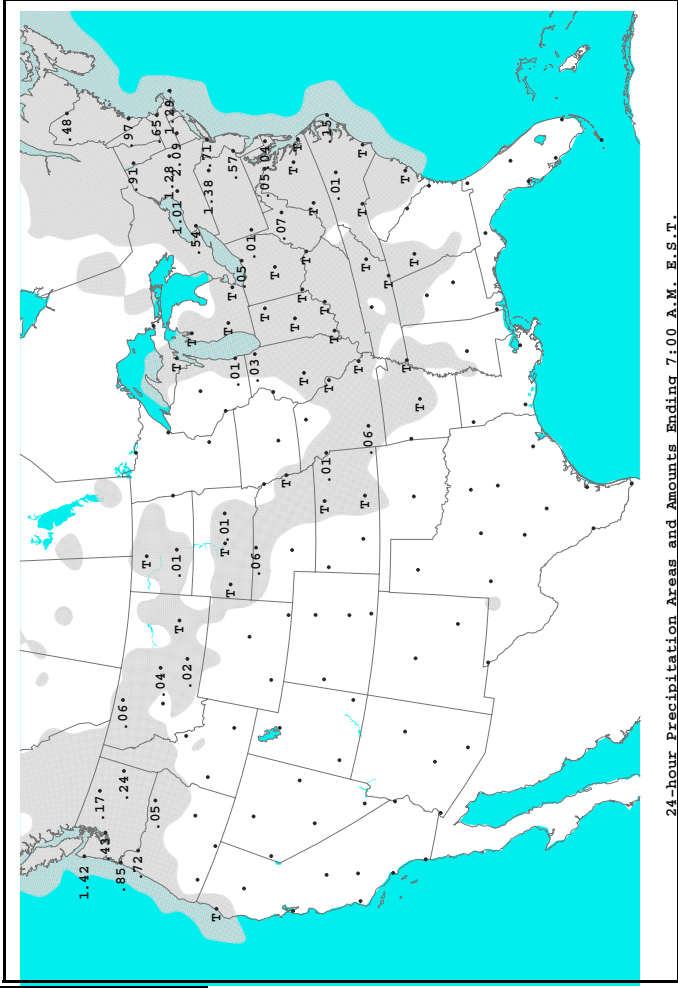 .48
1.42
.17
.43
.85
.06
.24
.97
.91
.72
T
.05
.65
.04
1.28
1.29
.01
T
1.01
2.09
T
.02
T
.54
.71
1.38
T
.01
T
T
T
T
.57
.01
.05
.01
.03
.06
T
.05
.04
T
.07
T
T
T
T
T
T
T
T
T
T
.01
.15
T
T
.01
T
T
T
T
T
.06
T
T
T
T
T
24-hour Precipitation Areas and Amounts Ending 7:00 A.M. E.S.T.